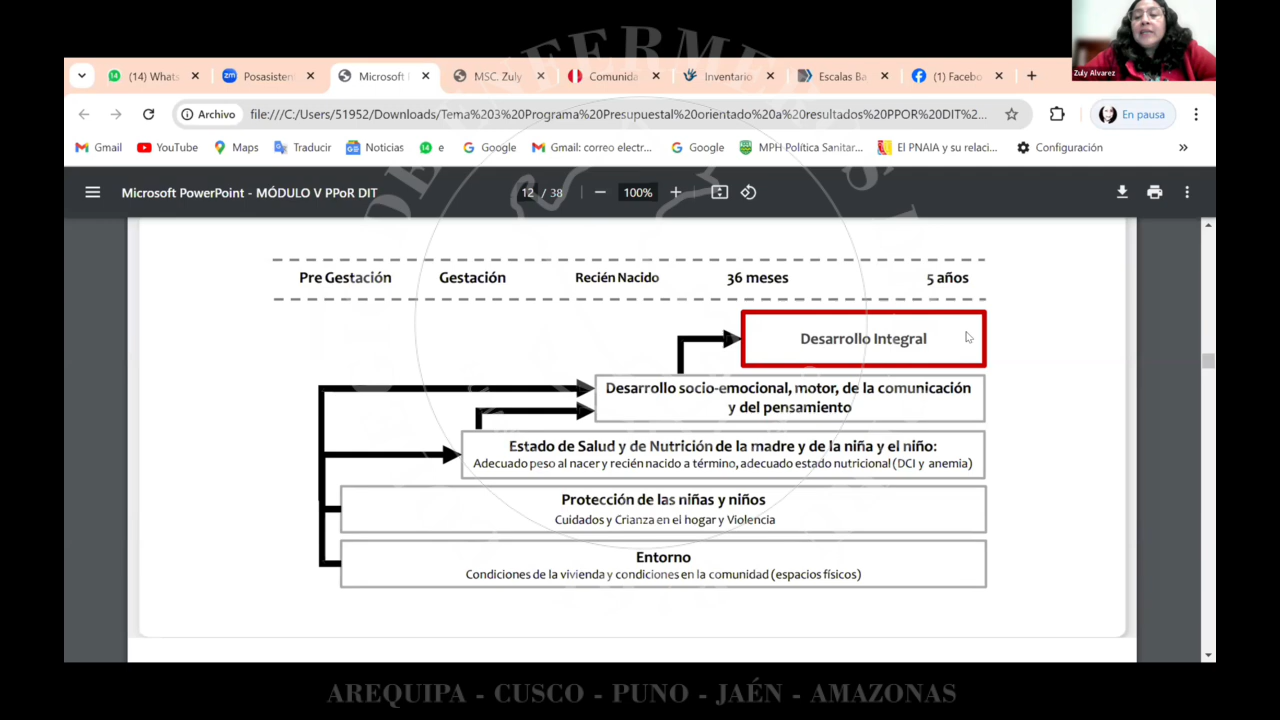 Zuly Alvarez
(14) Whats
Posasisten
Microsoft
MSC. Zuly
Comunida
Inventario
Escalas Ba
(1) Facebo
Archivo
file:///C:/Users/51952/Downloads/Tema%203%20Programa%20Presupuestal%20orientado%20a%20resultados%20PPOR%20DIT%2...
En pausa
Gmail
YouTube
Maps
Traducir
Noticias
14 e
Google
Gmail: correo electr...
Google
MPH Política Sanitar...
El PNAIA y su relaci...
Configuración
Microsoft PowerPoint - MÓDULO V PPoR DIT
12 / 38
100%
Pre Gestación
Gestación
Recién Nacido
36 meses
5 años
Desarrollo Integral
Desarrollo socio-emocional, motor, de la comunicación
y del pensamiento
Estado de Salud y de Nutrición de la madre y de la niña y el niño:
Adecuado peso al nacer y recién nacido a término, adecuado estado nutricional (DCI y anemia)
Protección de las niñas y niños
Cuidados y Crianza en el hogar y Violencia
Entorno
Condiciones de la vivienda y condiciones en la comunidad (espacios físicos)
AREQUIPA - CUSCO - PUNO - JAÉN - AMAZONAS